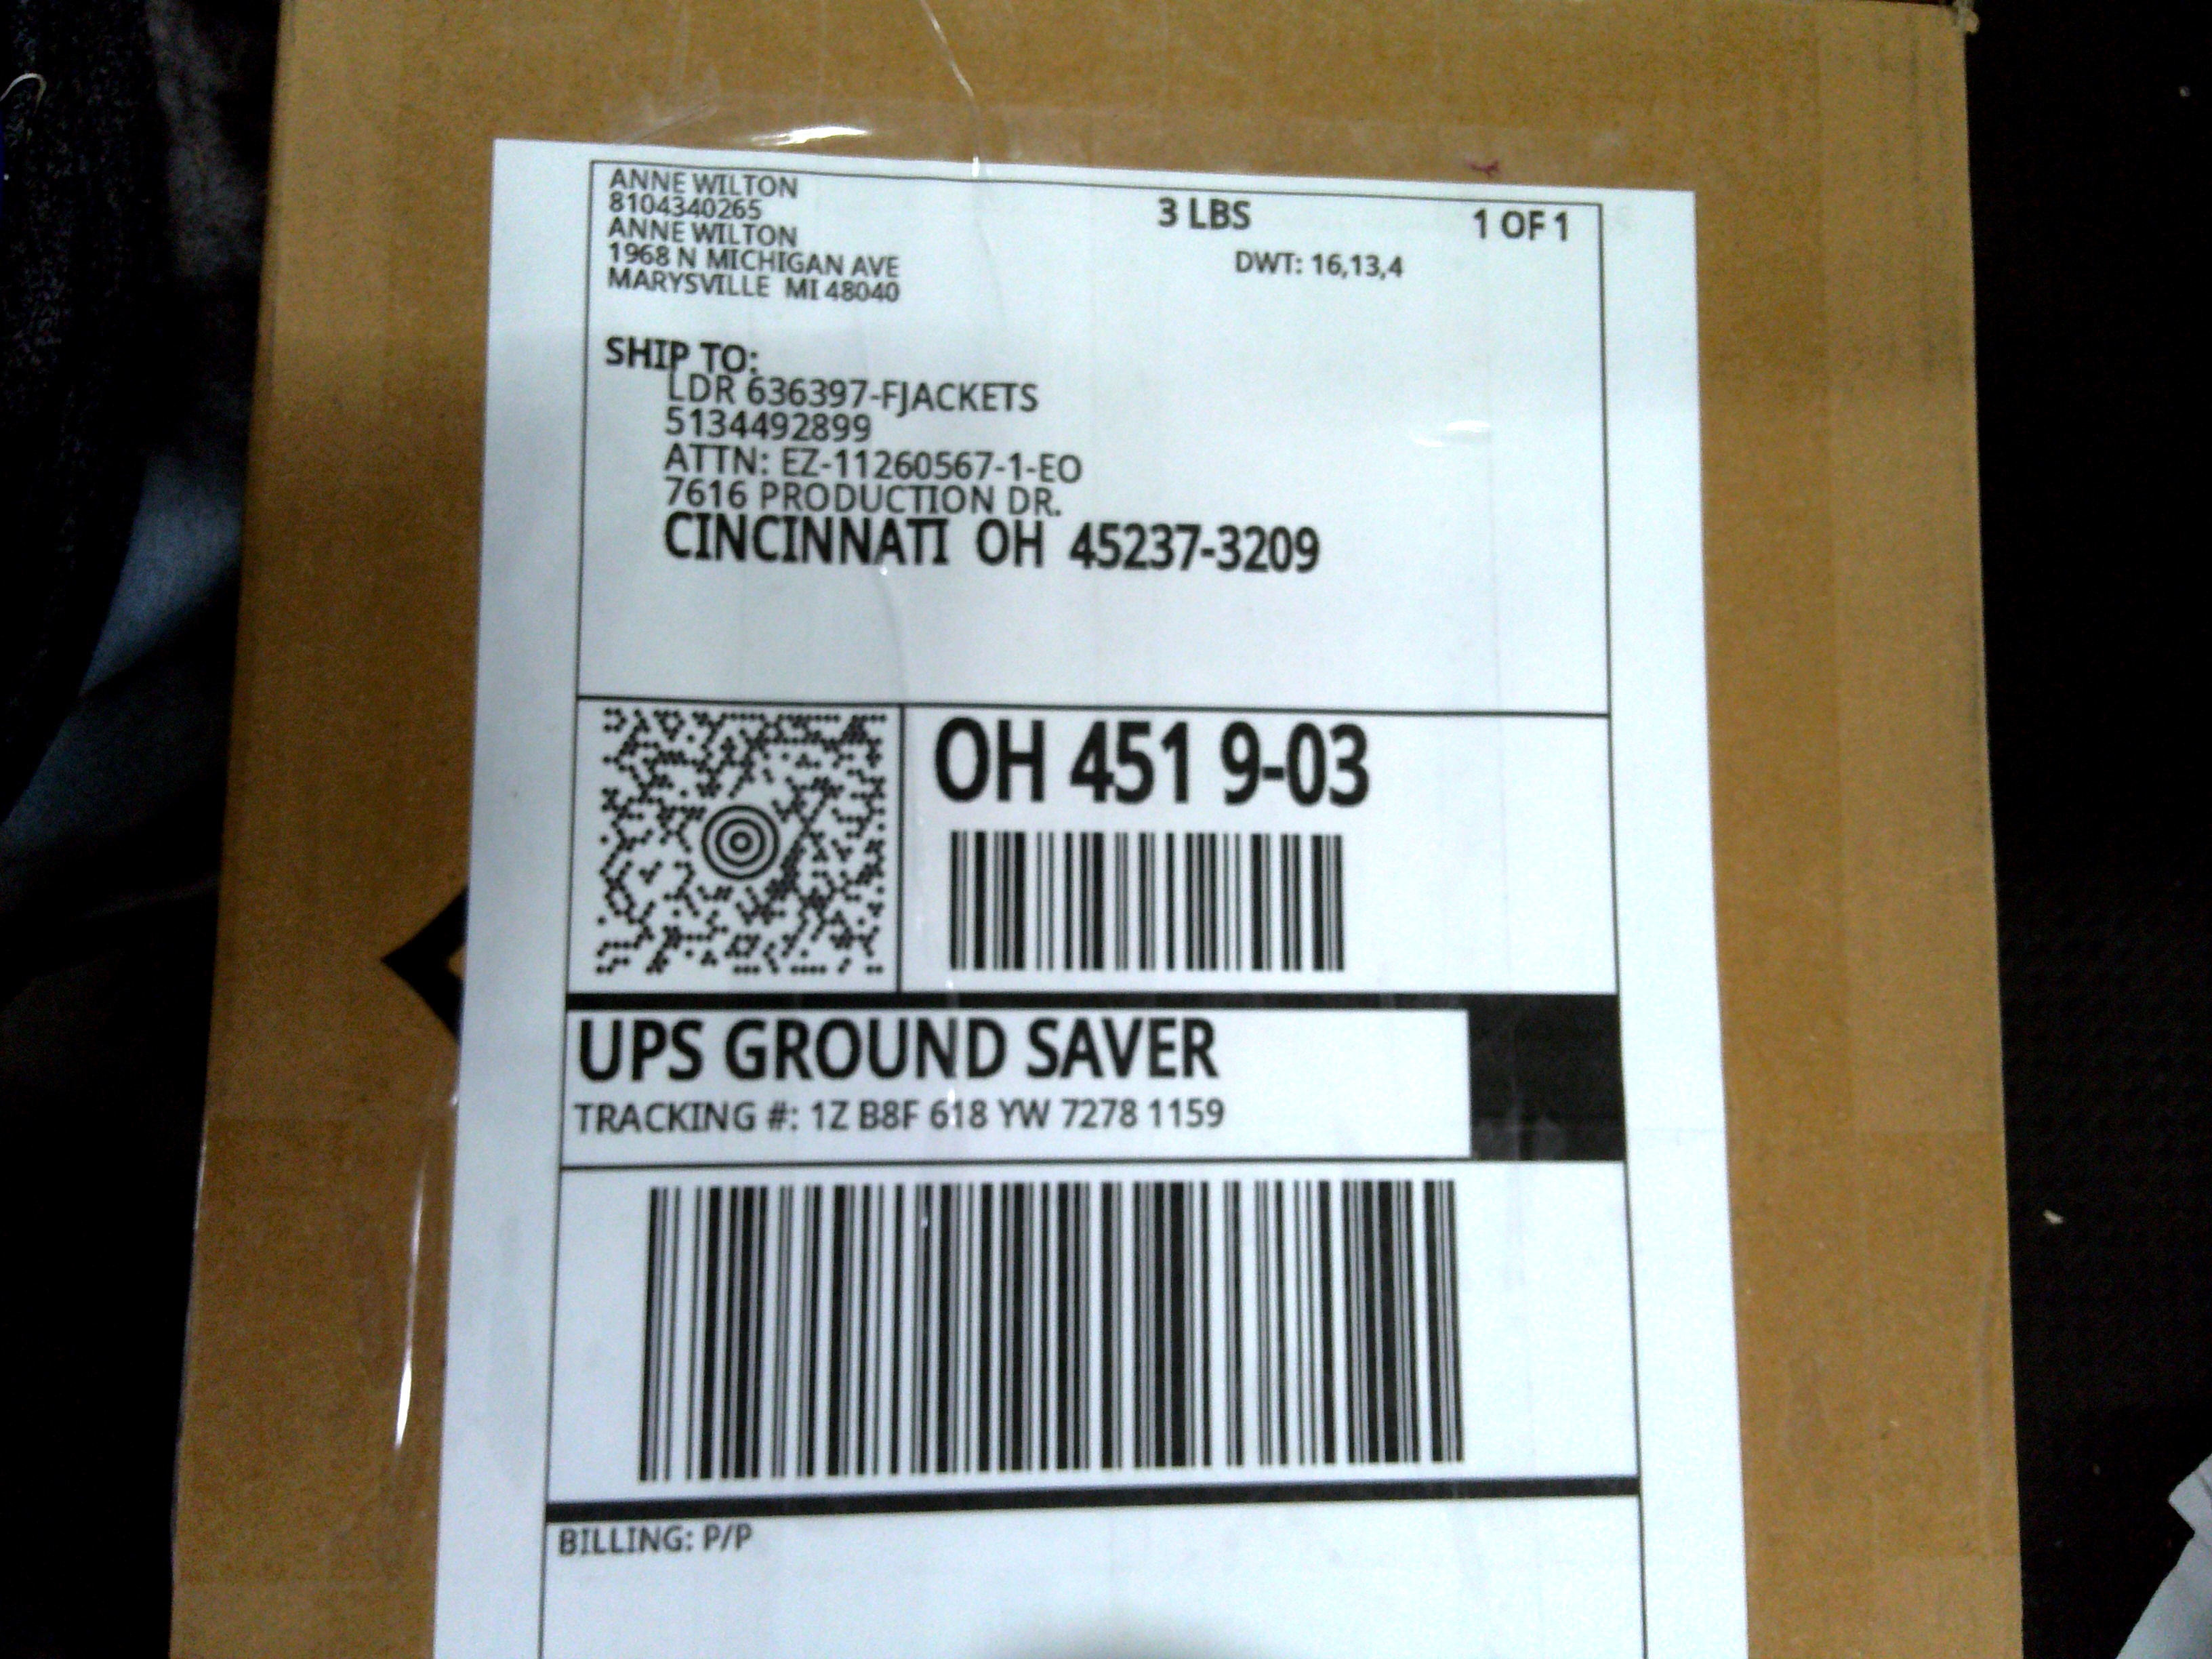 ANNE WILTON
8104340265
ANNE WILTON
1968 N MICHIGAN AVE
MARYSVILLE MI 48040
3 LBS
1 OF 1
DWT: 16,13,4
SHIP TO:
LDR 636397-FJACKETS
5134492899
ATTN: EZ-11260567-1-EO
7616 PRODUCTION DR.
CINCINNATI OH 45237-3209
OH 451 9-03
UPS GROUND SAVER
TRACKING #: 1Z B8F 618 YW 7278 1159
BILLING: P/P